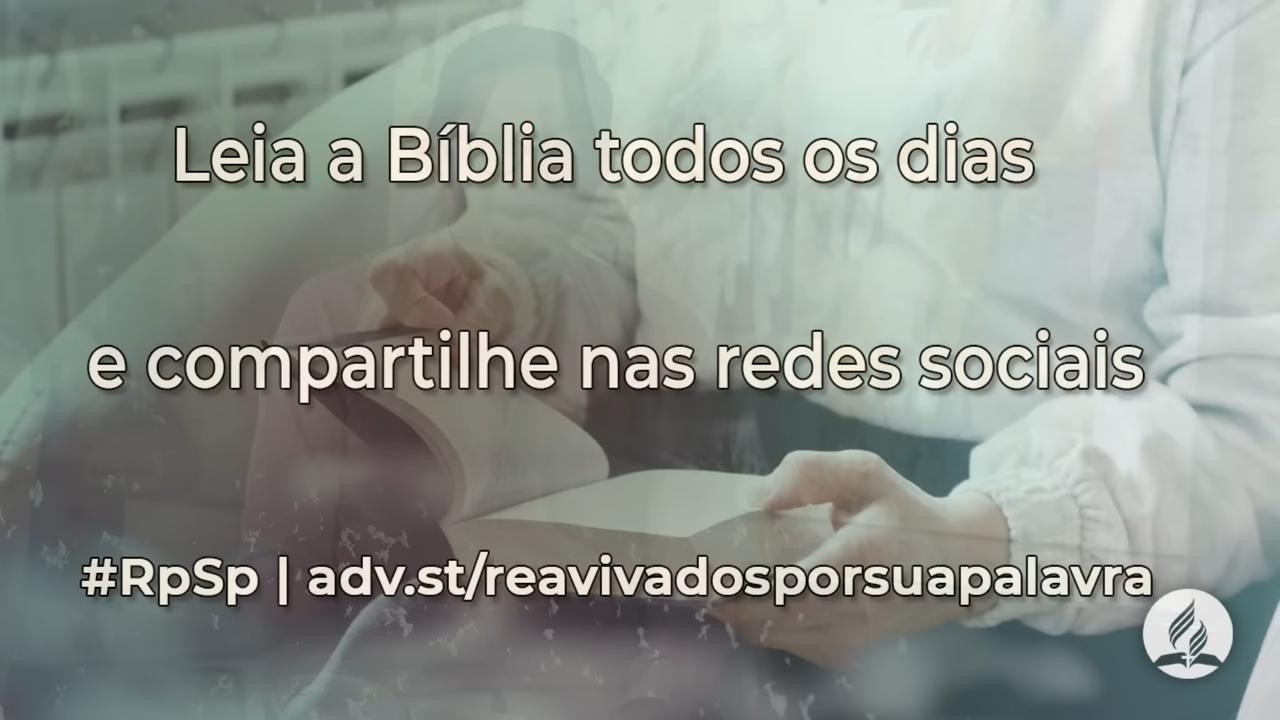 Leia a Bíblia todos os dias
e compartilhe nas redes sociais
#RpSp | adv.st/reavivadosporsuapalavra